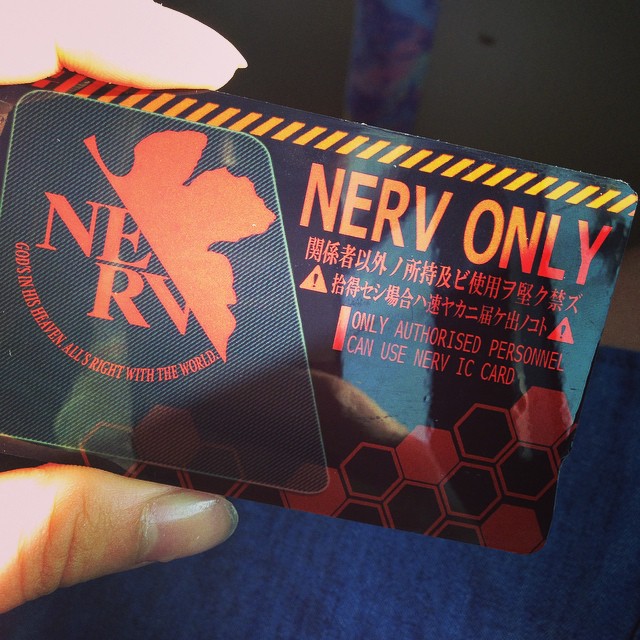 NERV
GOD'S IN HIS HEAVEN. ALL'S RIGHT WITH THE WORLD.
NERV ONLY
関係者以外ノ所持及ビ使用ヲ堅ク禁ズ
拾得セシ場合ハ速ヤカニ届ケ出ノコト
ONLY AUTHORISED PERSONNEL
CAN USE NERV IC CARD